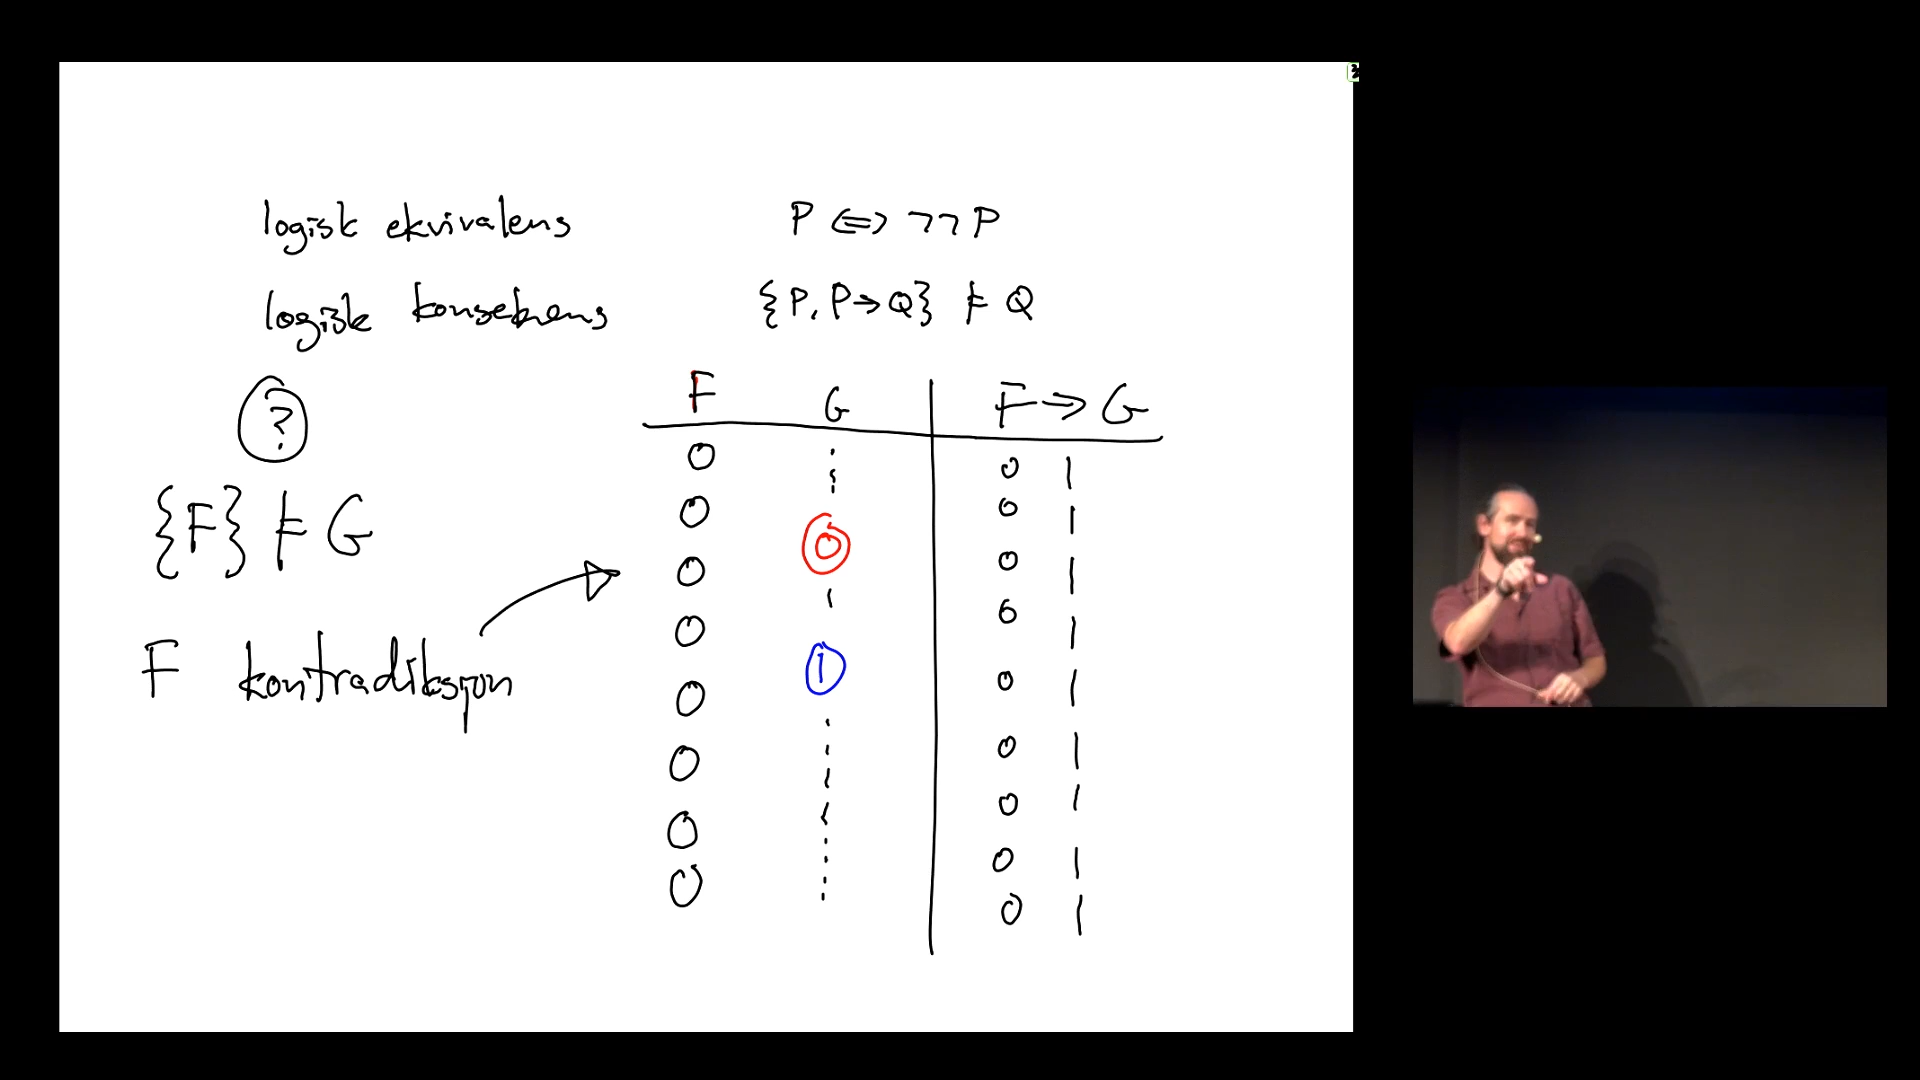 logisk ekvivalens P ⇔ ¬¬P
logisk konsekvens {P, P→Q} ⊨ Q
?
F G F → G
{F} ⊨ G
F kontradiksjon
0 0 1
0 0 1
0 0 0 1
0 1 0 1
0 1 0 1
0 0 1
0 0 1
0 0 1
0 1